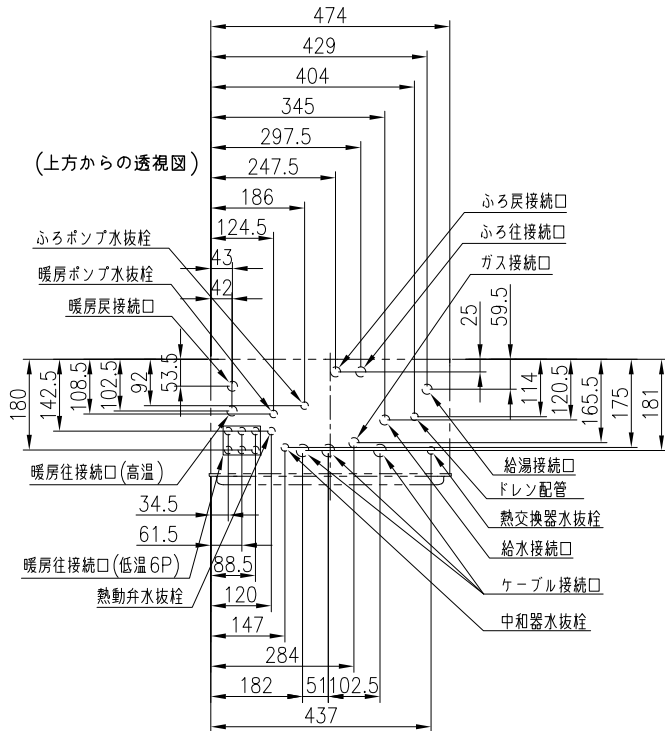 474
429
404
345
297.5
(上方からの透視図)
247.5
186
ふろ戻接続口
124.5
ふろポンプ水抜栓
ふろ往接続口
43
ガス接続口
暖房ポンプ水抜栓
42
暖房戻接続口
25
59.5
180
142.5
108.5
102.5
92
53.5
114
120.5
165.5
175
181
暖房往接続口(高温)
給湯接続口
ドレン配管
34.5
熱交換器水抜栓
61.5
給水接続口
暖房往接続口(低温6P)
88.5
ケーブル接続口
熱動弁水抜栓
120
147
中和器水抜栓
284
182
51
102.5
437